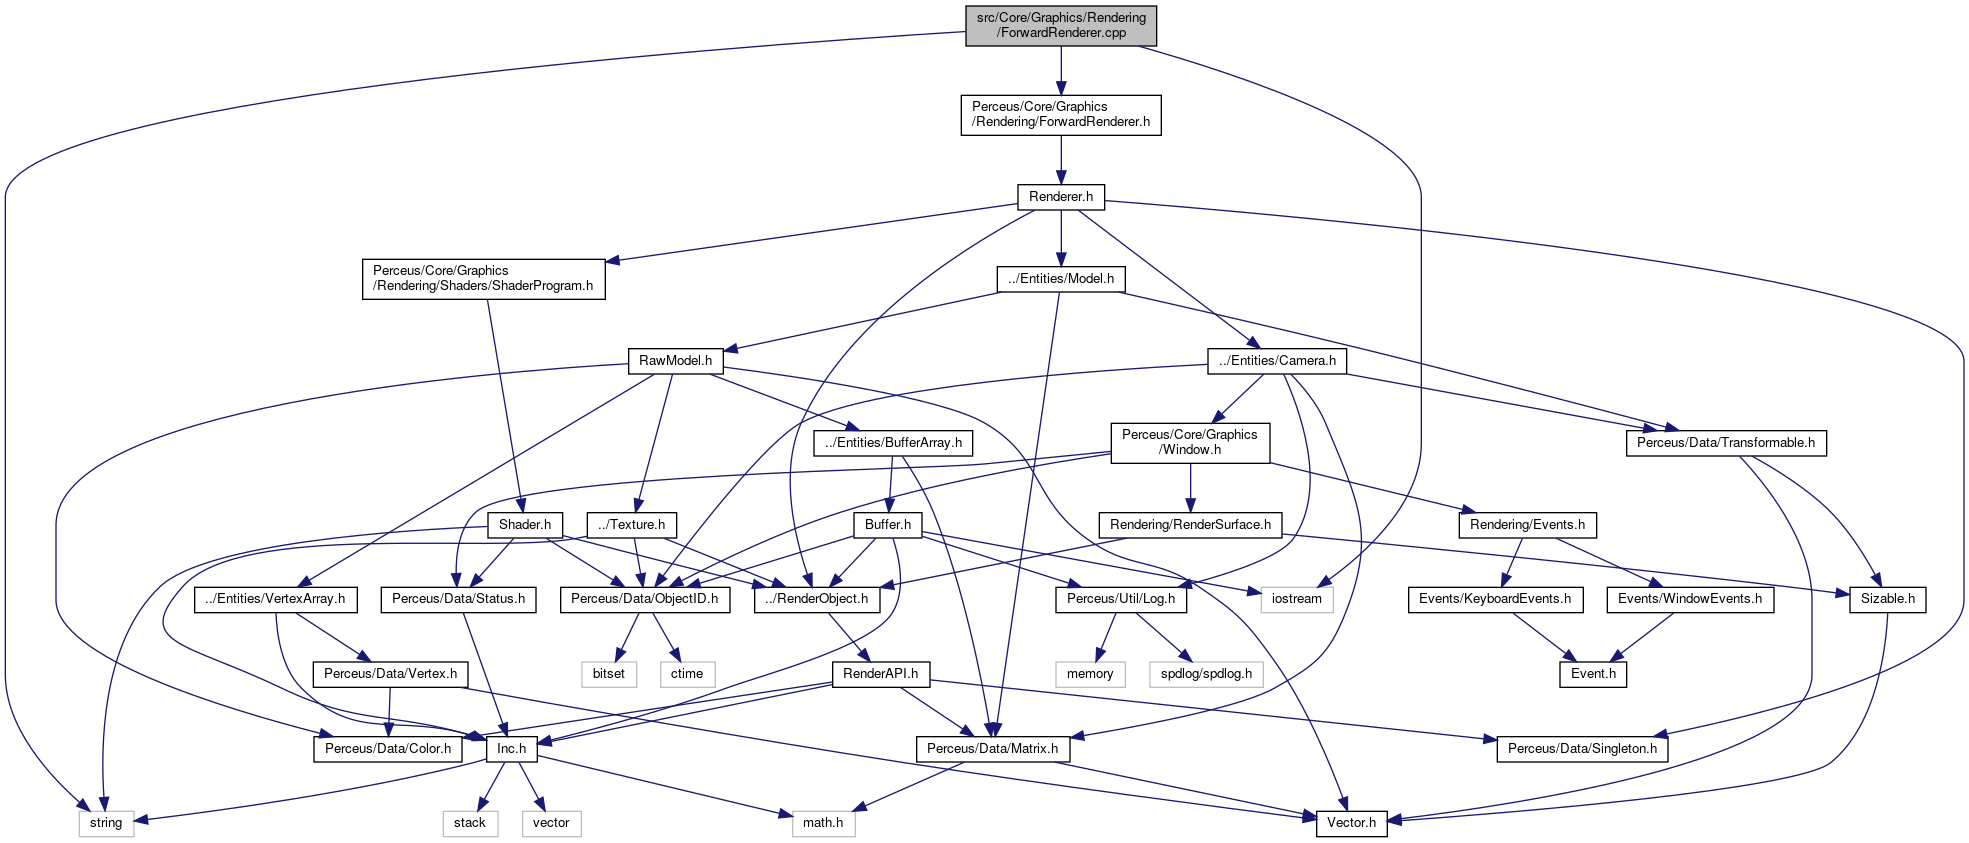 src/Core/Graphics/Rendering
/ForwardRenderer.cpp
Perceus/Core/Graphics
/Rendering/ForwardRenderer.h
Renderer.h
Perceus/Core/Graphics
/Rendering/Shaders/ShaderProgram.h
../Entities/Model.h
RawModel.h
../Entities/Camera.h
../Entities/BufferArray.h
Perceus/Core/Graphics
/Window.h
Perceus/Data/Transformable.h
Shader.h
../Texture.h
Buffer.h
Rendering/RenderSurface.h
Rendering/Events.h
../Entities/VertexArray.h
Perceus/Data/Status.h
Perceus/Data/ObjectID.h
../RenderObject.h
Perceus/Util/Log.h
iostream
Events/KeyboardEvents.h
Events/WindowEvents.h
Sizable.h
Perceus/Data/Vertex.h
bitset
ctime
RenderAPI.h
memory
spdlog/spdlog.h
Event.h
Perceus/Data/Color.h
Inc.h
Perceus/Data/Matrix.h
Perceus/Data/Singleton.h
string
stack
vector
math.h
Vector.h